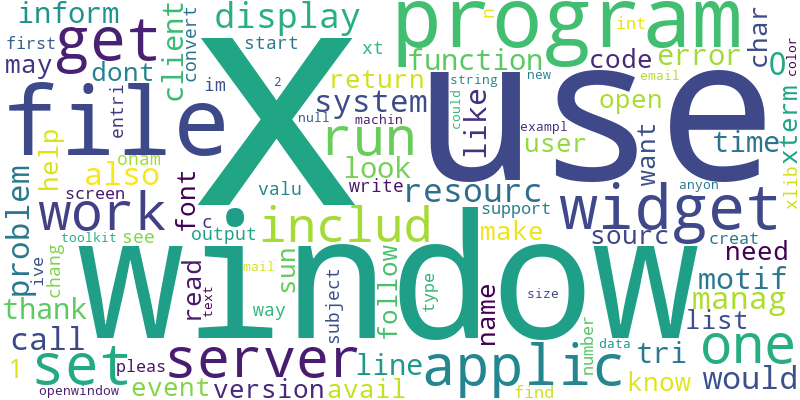 inform
get
client
convert
display
program
n
int
char
color
first
may
dont
start
xt
function
code
error
0
entri
im
return
system
string
new
email
open
file
X
2
null
machin
could
like
use
exampl
user
want
time
xterm
help
oham
also
run
look
valu
write
resourc
xlib
anyon
problem
screen
work
font
c
includ
support
widget
output
make
sourc
creat
toolkit
see
need
ive
chang
window
read
text
mail
sun
way
subject
follow
type
name
size
motif
manag
thank
call
set
server
line
applic
number
data
tri
list
one
1
pleas
openwindow
event
version
avail
find
know
would